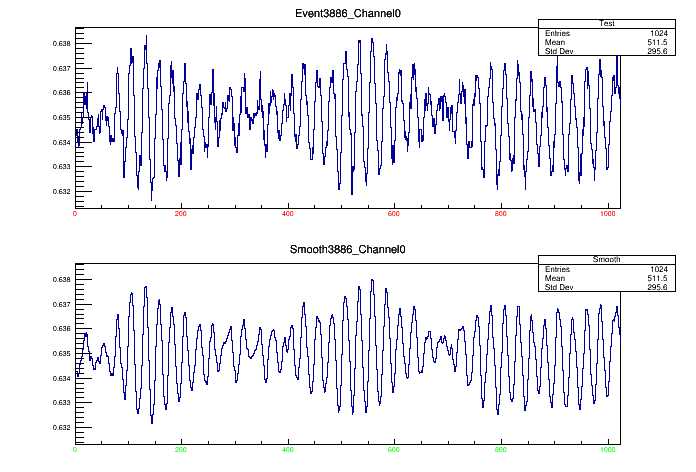 Event3886_Channel0
Test
Entries 1024
Mean 511.5
Std Dev 295.6
0.638
0.637
0.636
0.635
0.634
0.633
0.632
0 200 400 600 800 1000
Smooth3886_Channel0
Smooth
Entries 1024
Mean 511.5
Std Dev 295.6
0.638
0.637
0.636
0.635
0.634
0.633
0.632
0 200 400 600 800 1000